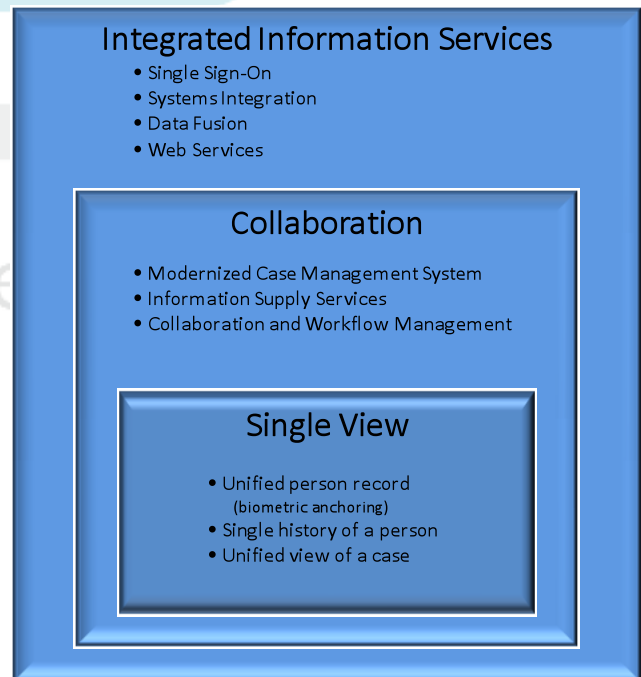 Integrated Information Services
• Single Sign-On
• Systems Integration
• Data Fusion
• Web Services
Collaboration
• Modernized Case Management System
• Information Supply Services
• Collaboration and Workflow Management
Single View
• Unified person record
(biometric anchoring)
• Single history of a person
• Unified view of a case